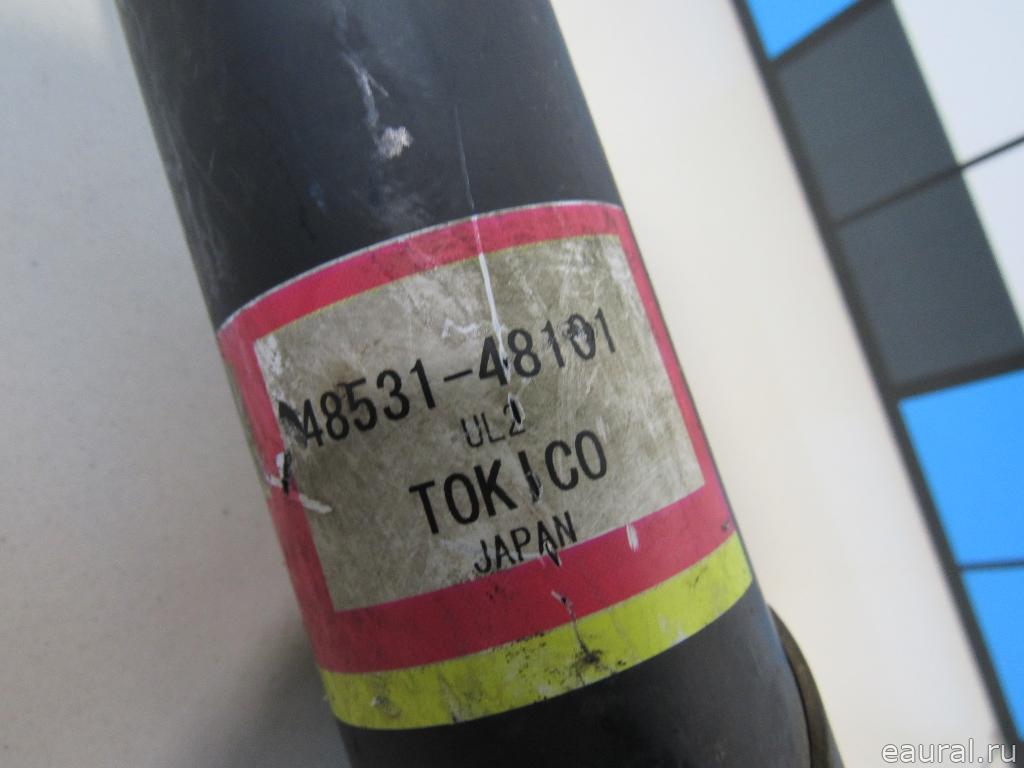 48531-48101
UL2
TOKICO
JAPAN
eaural.ru